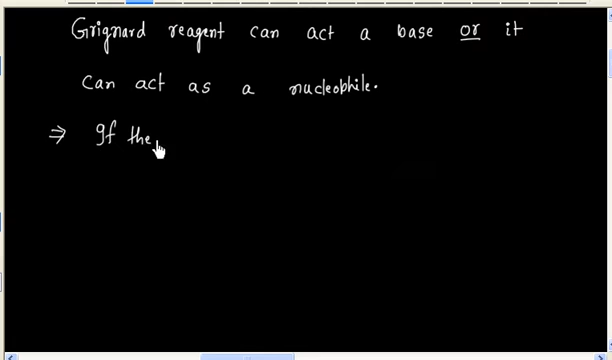 Grignard reagent can act a base or it
can act as a nucleophile.
⇒ If the